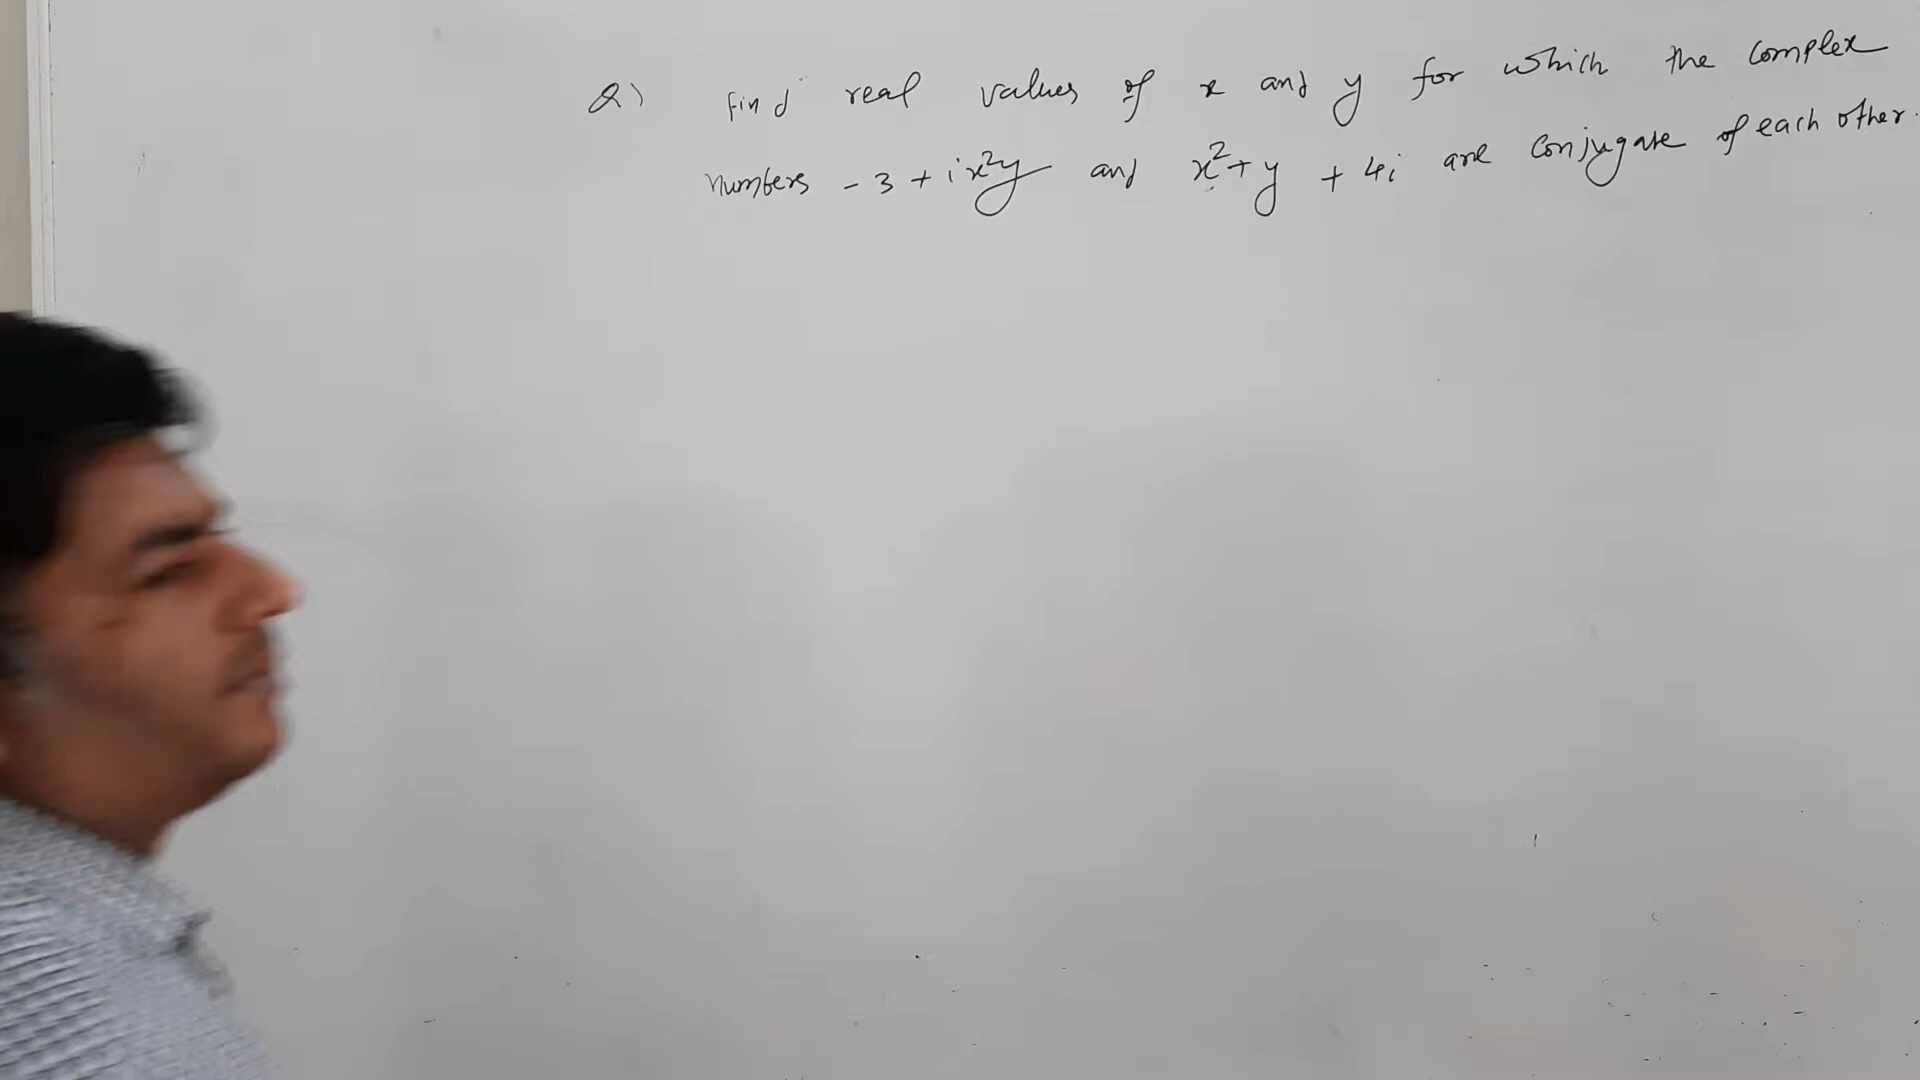 Q) Find real values of x and y for which the complex
numbers -3 + ix²y and x² + y + 4i are conjugate of each other.